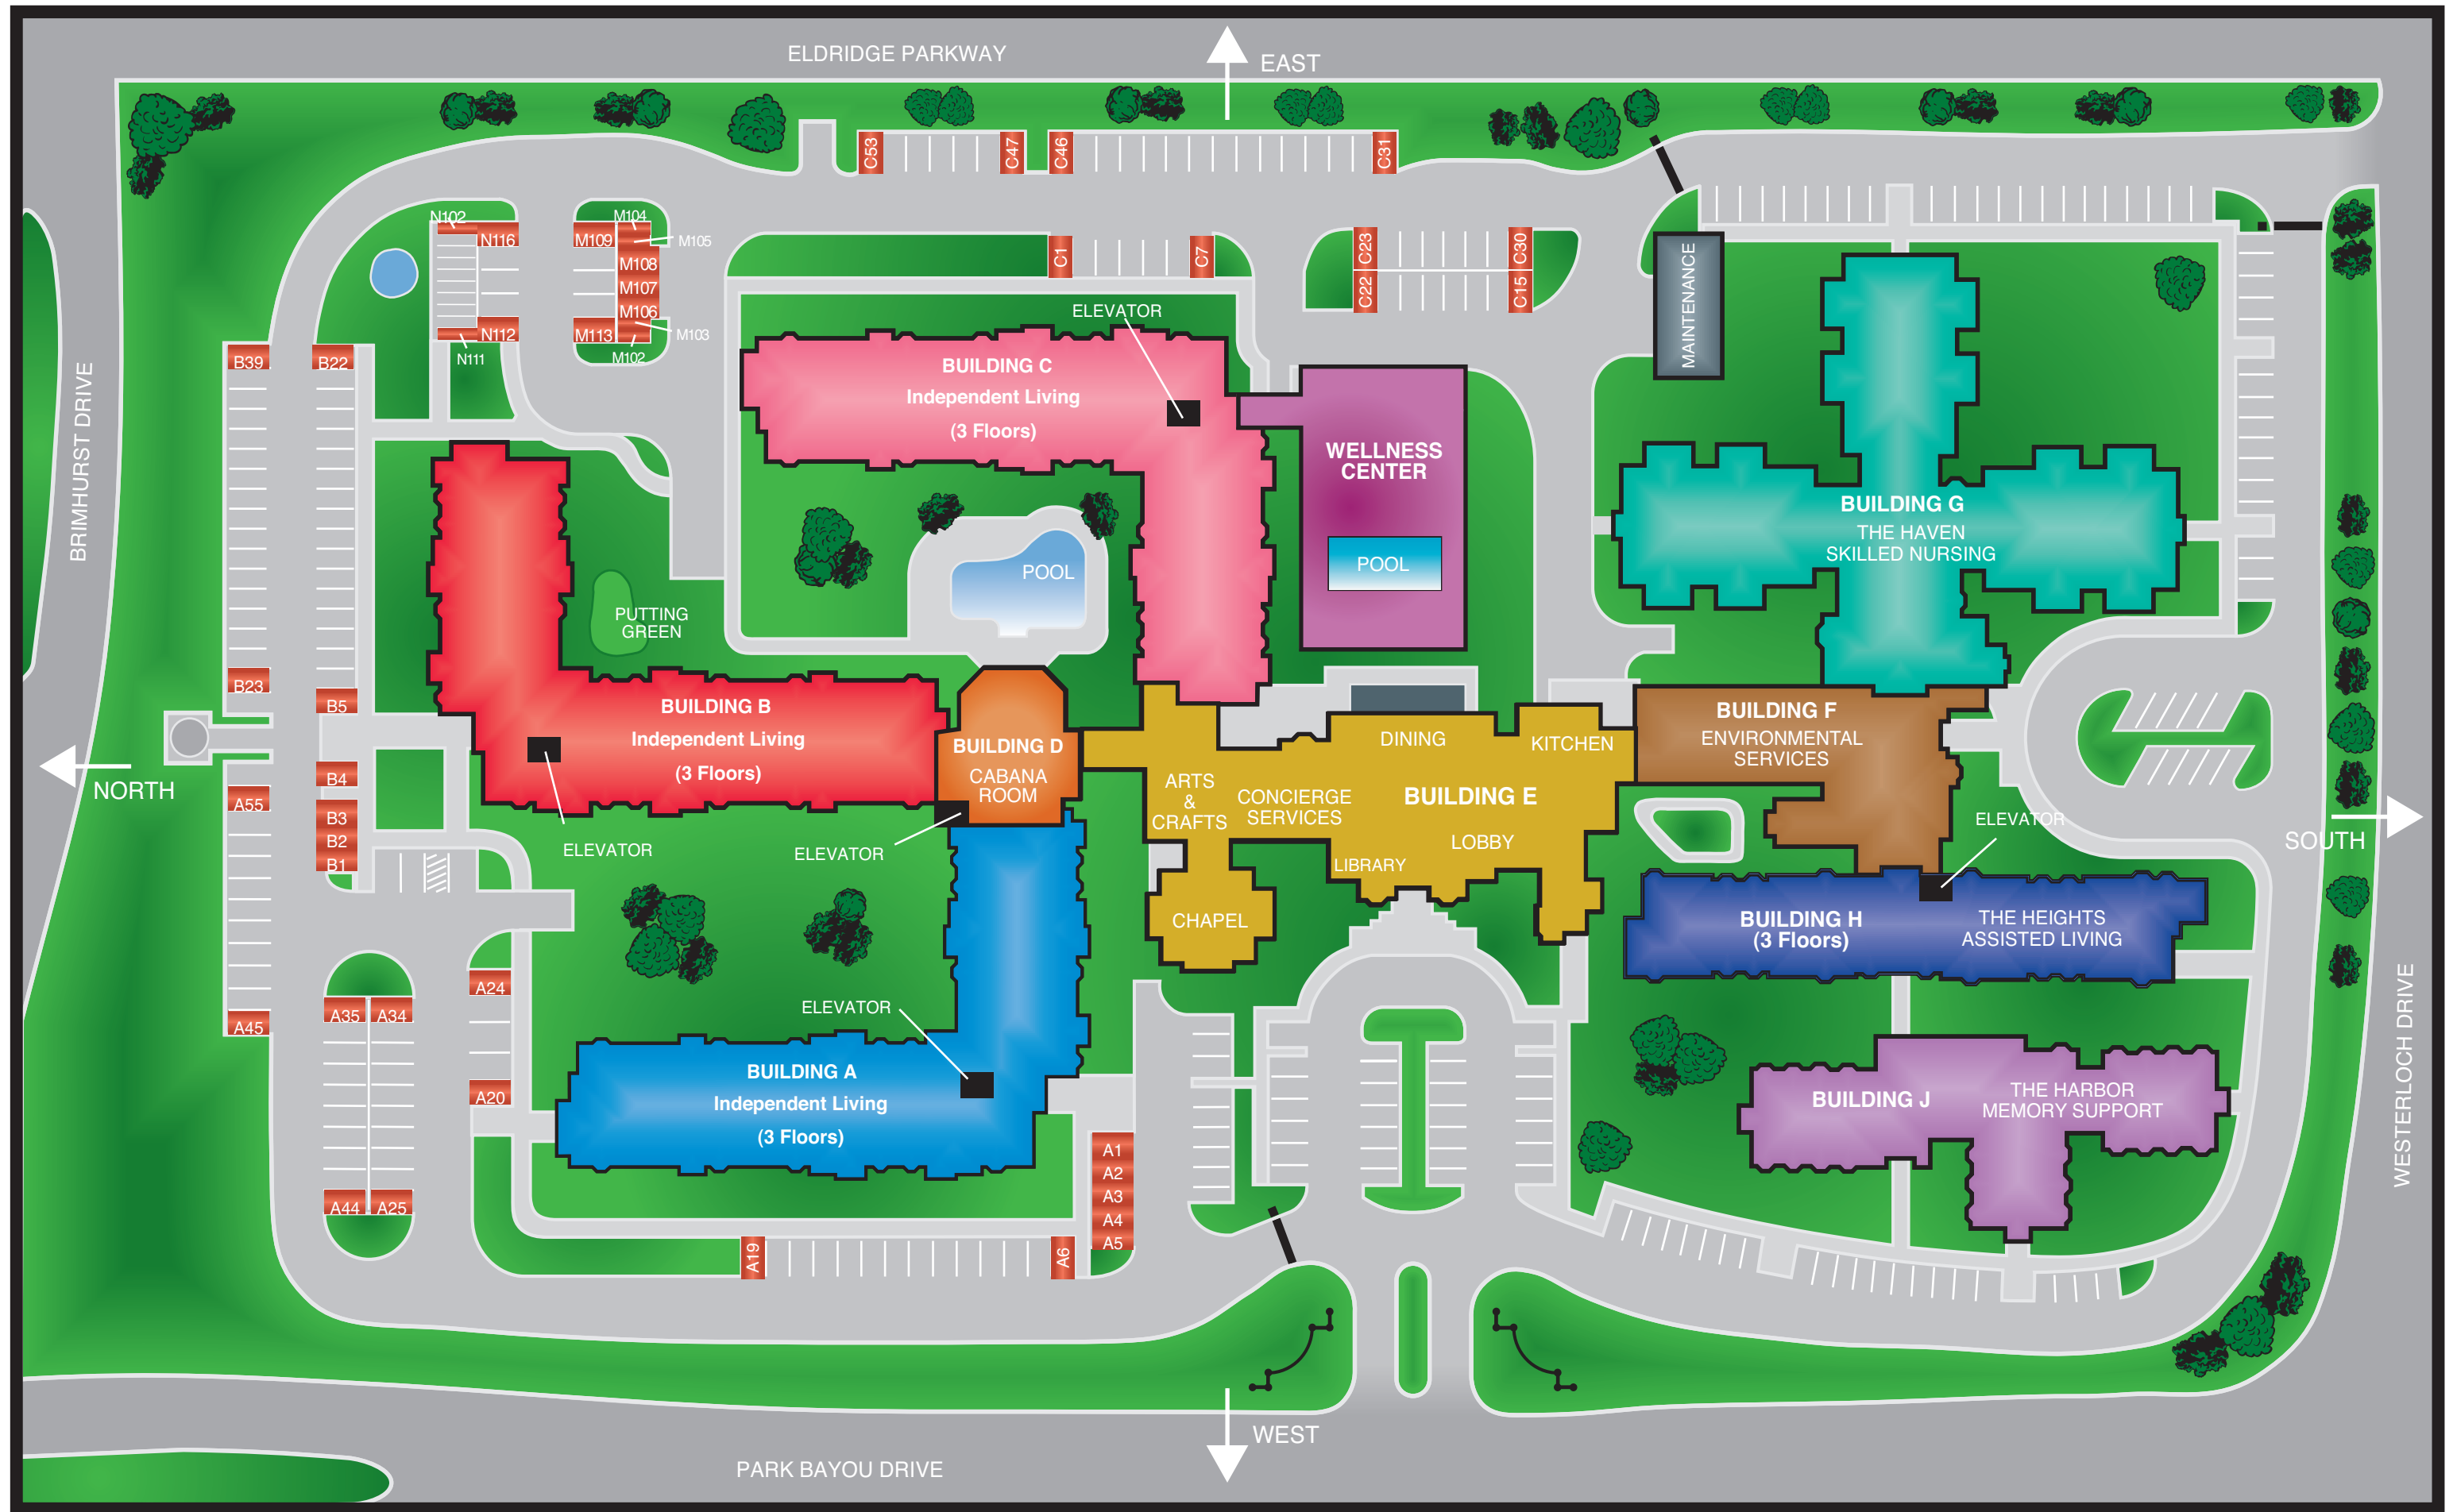 ELDRIDGE PARKWAY
EAST
C53
C47
C46
C31
N102
N116
M104
M109
M105
M108
M107
M106
M113
M103
M102
N112
N111
C1
C7
C23
C30
C22
C15
MAINTENANCE
ELEVATOR
B39
B22
BRIMHURST DRIVE
BUILDING C
Independent Living
(3 Floors)
WELLNESS
CENTER
POOL
POOL
BUILDING G
THE HAVEN
SKILLED NURSING
PUTTING
GREEN
B23
B5
BUILDING B
Independent Living
(3 Floors)
BUILDING D
CABANA
ROOM
DINING
KITCHEN
BUILDING F
ENVIRONMENTAL
SERVICES
NORTH
B4
A55
B3
B2
B1
ARTS
&
CRAFTS
CONCIERGE
SERVICES
BUILDING E
LOBBY
LIBRARY
ELEVATOR
ELEVATOR
ELEVATOR
SOUTH
CHAPEL
BUILDING H
(3 Floors)
THE HEIGHTS
ASSISTED LIVING
A24
A35
A34
A45
ELEVATOR
WESTERLOCH DRIVE
BUILDING A
Independent Living
(3 Floors)
A20
BUILDING J
THE HARBOR
MEMORY SUPPORT
A1
A2
A3
A4
A5
A44
A25
A19
A6
WEST
PARK BAYOU DRIVE